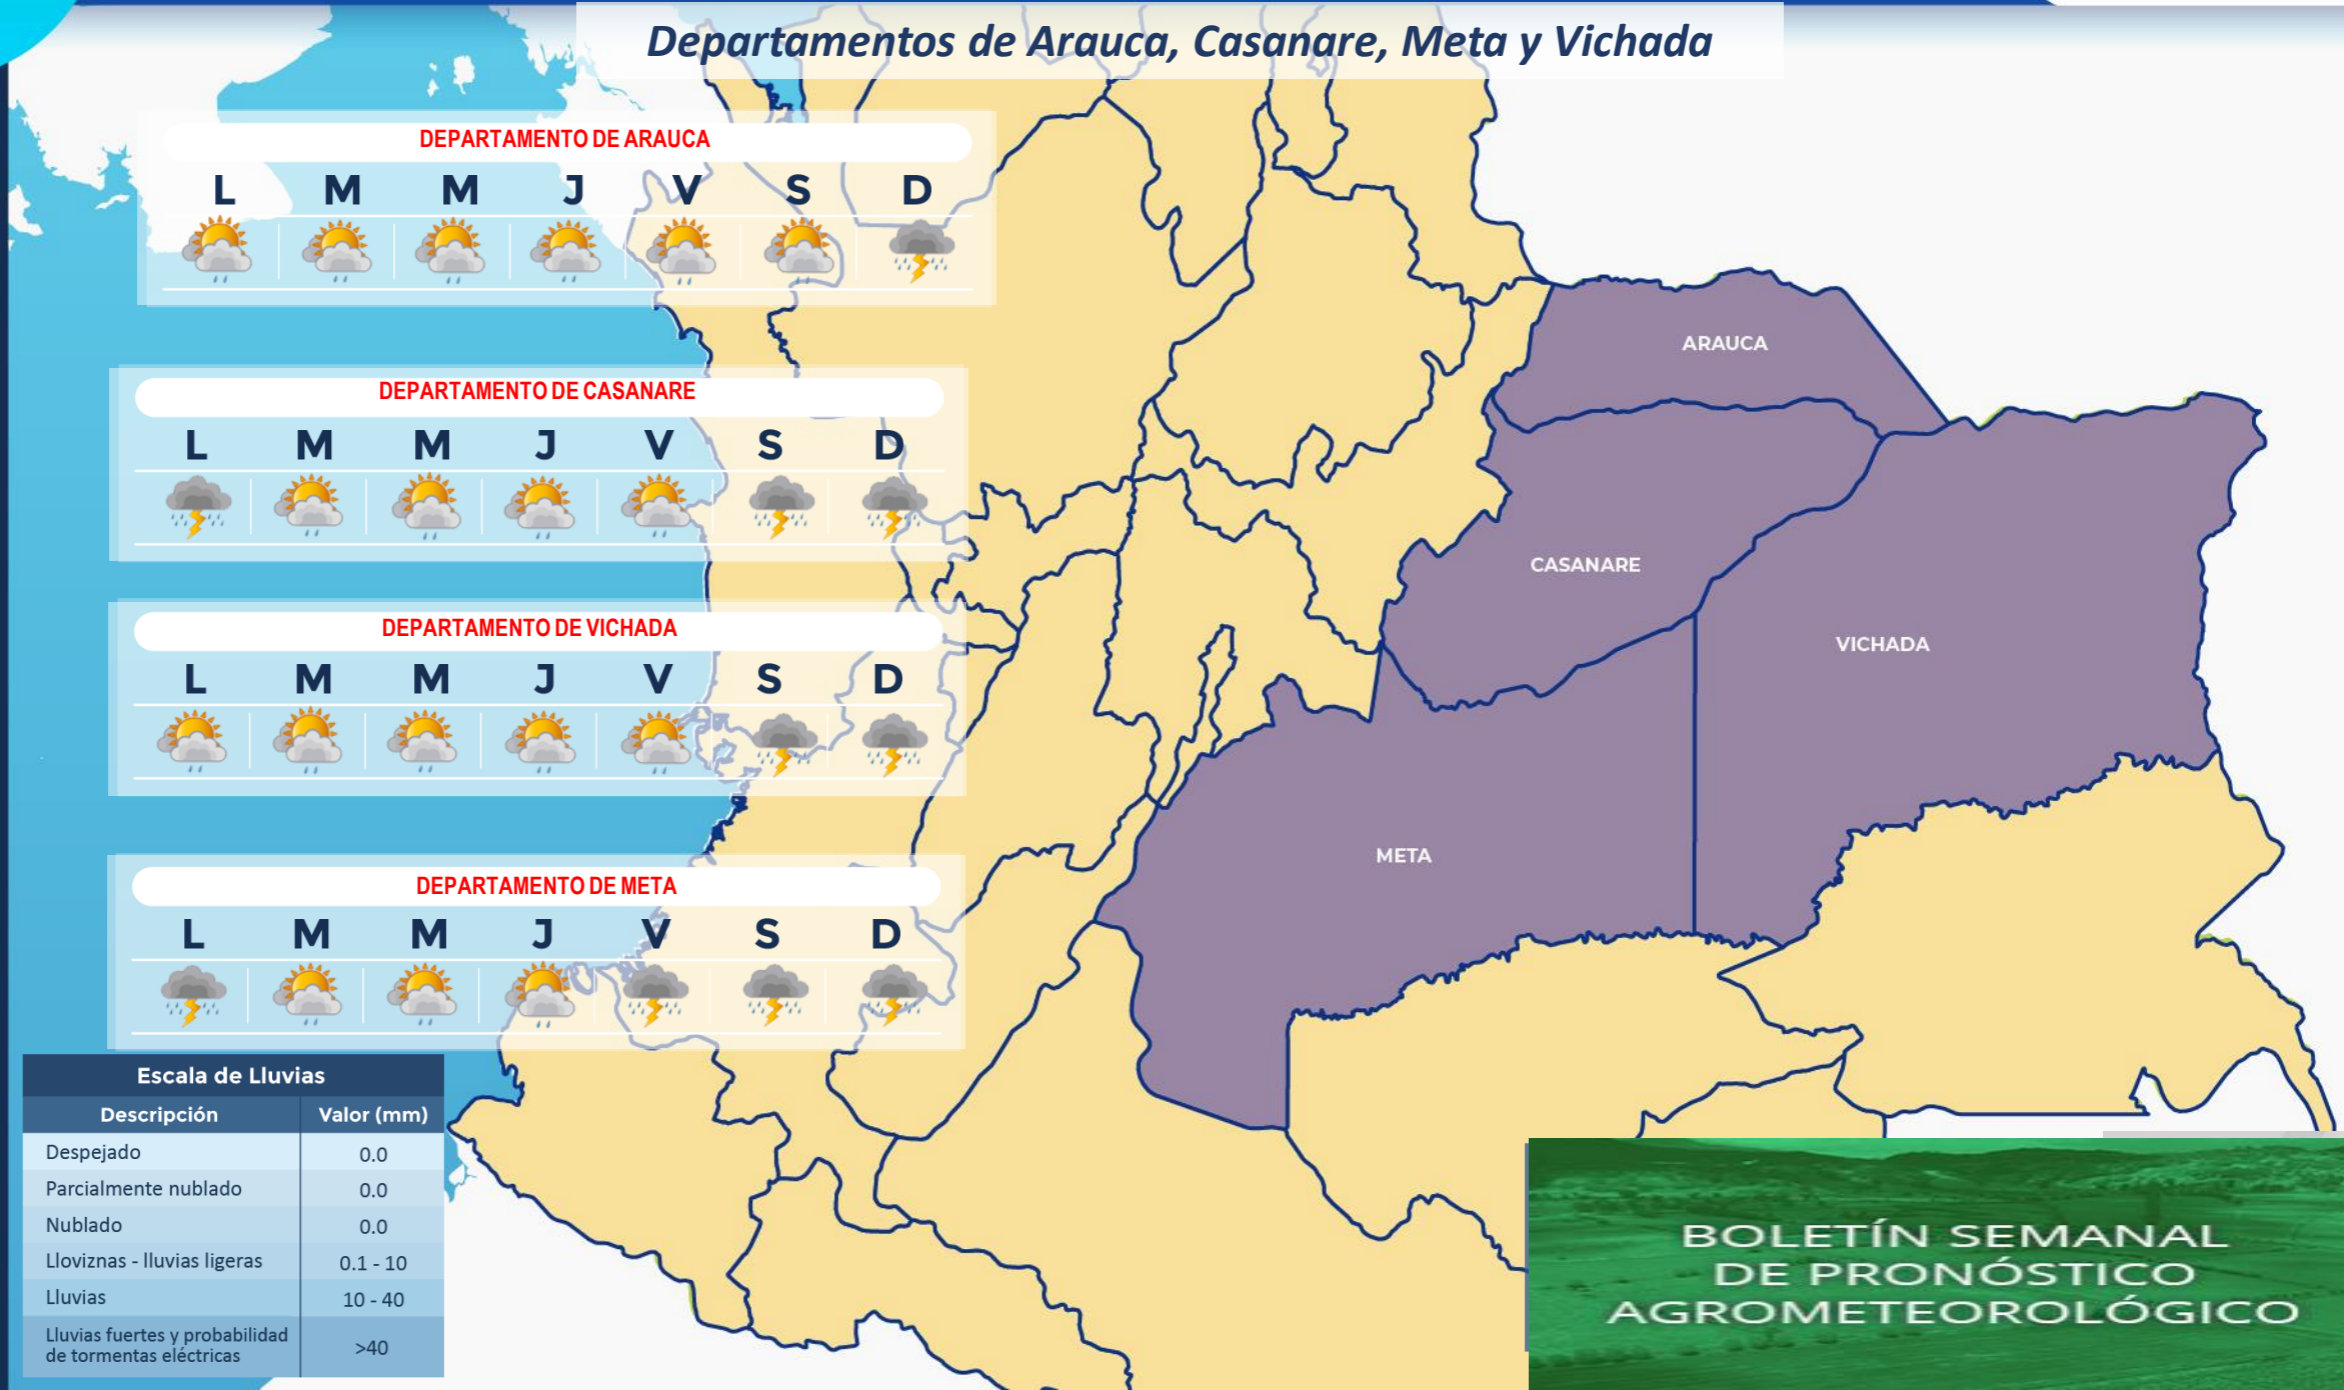 Departamentos de Arauca, Casanare, Meta y Vichada
DEPARTAMENTO DE ARAUCA
L M M J V S D
DEPARTAMENTO DE CASANARE
L M M J V S D
DEPARTAMENTO DE VICHADA
L M M J V S D
DEPARTAMENTO DE META
L M M J V S D
ARAUCA
CASANARE
VICHADA
META
Escala de Lluvias
Descripción Valor (mm)
Despejado 0.0
Parcialmente nublado 0.0
Nublado 0.0
Lloviznas - lluvias ligeras 0.1 - 10
Lluvias 10 - 40
Lluvias fuertes y probabilidad
de tormentas eléctricas >40
BOLETÍN SEMANAL
DE PRONÓSTICO
AGROMETEOROLÓGICO